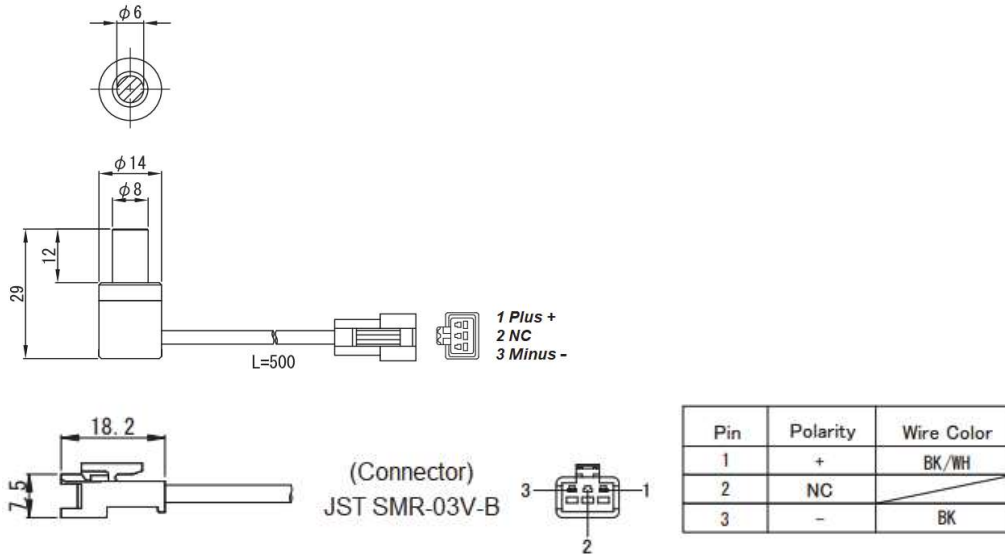 φ6
φ14
φ8
12
29
L=500
1 Plus +
2 NC
3 Minus -
18.2
7.5
(Connector)
JST SMR-03V-B
3
1
2
Pin Polarity Wire Color
1 + BK/WH
2 NC
3 − BK